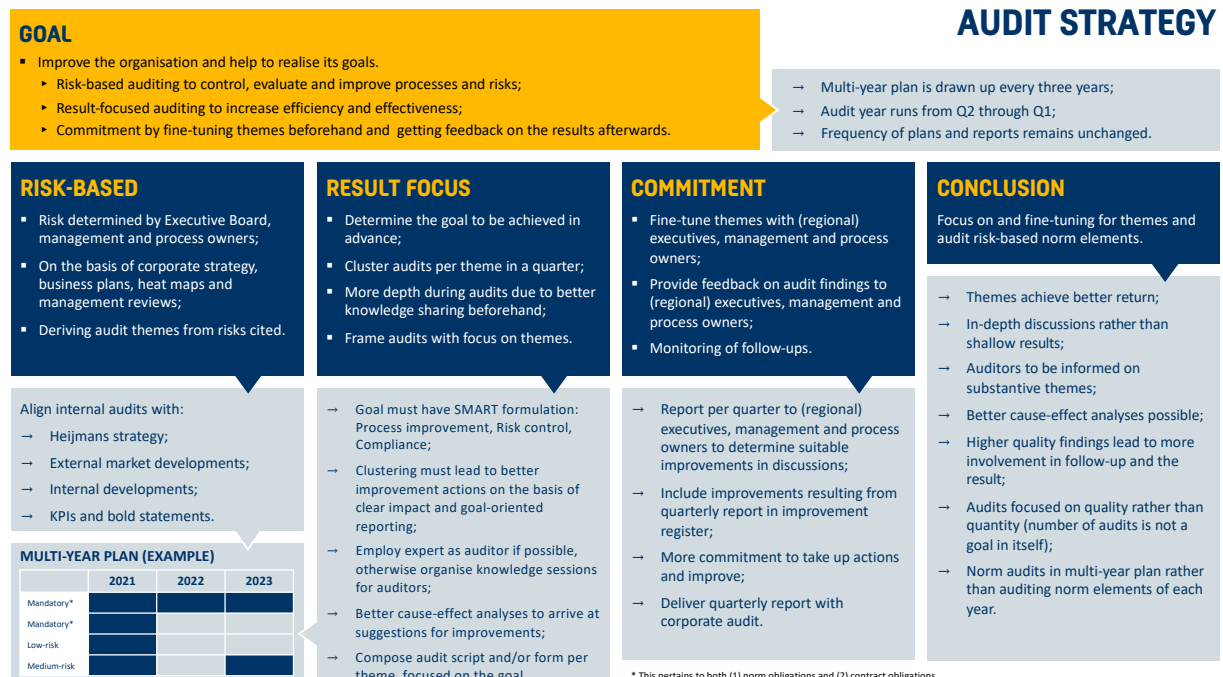 AUDIT STRATEGY
GOAL
▪ Improve the organisation and help to realise its goals.
‣ Risk-based auditing to control, evaluate and improve processes and risks;
‣ Result-focused auditing to increase efficiency and effectiveness;
‣ Commitment by fine-tuning themes beforehand and getting feedback on the results afterwards.
→ Multi-year plan is drawn up every three years;
→ Audit year runs from Q2 through Q1;
→ Frequency of plans and reports remains unchanged.
RISK-BASED
▪ Risk determined by Executive Board,
management and process owners;
▪ On the basis of corporate strategy,
business plans, heat maps and
management reviews;
▪ Deriving audit themes from risks cited.
Align internal audits with:
→ Heijmans strategy;
→ External market developments;
→ Internal developments;
→ KPIs and bold statements.
MULTI-YEAR PLAN (EXAMPLE)
2021 2022 2023
Mandatory*
Mandatory*
Low-risk
Medium-risk
RESULT FOCUS
▪ Determine the goal to be achieved in
advance;
▪ Cluster audits per theme in a quarter;
▪ More depth during audits due to better
knowledge sharing beforehand;
▪ Frame audits with focus on themes.
→ Goal must have SMART formulation:
Process improvement, Risk control,
Compliance;
→ Clustering must lead to better
improvement actions on the basis of
clear impact and goal-oriented
reporting;
→ Employ expert as auditor if possible,
otherwise organise knowledge sessions
for auditors;
→ Better cause-effect analyses to arrive at
suggestions for improvements;
→ Compose audit script and/or form per
theme, focused on the goal
COMMITMENT
▪ Fine-tune themes with (regional)
executives, management and process
owners;
▪ Provide feedback on audit findings to
(regional) executives, management and
process owners;
▪ Monitoring of follow-ups.
→ Report per quarter to (regional)
executives, management and process
owners to determine suitable
improvements in discussions;
→ Include improvements resulting from
quarterly report in improvement
register;
→ More commitment to take up actions
and improve;
→ Deliver quarterly report with
corporate audit.
* This pertains to both (1) norm obligations and (2) contract obligations
CONCLUSION
Focus on and fine-tuning for themes and
audit risk-based norm elements.
→ Themes achieve better return;
→ In-depth discussions rather than
shallow results;
→ Auditors to be informed on
substantive themes;
→ Better cause-effect analyses possible;
→ Higher quality findings lead to more
involvement in follow-up and the
result;
→ Audits focused on quality rather than
quantity (number of audits is not a
goal in itself);
→ Norm audits in multi-year plan rather
than auditing norm elements of each
year.